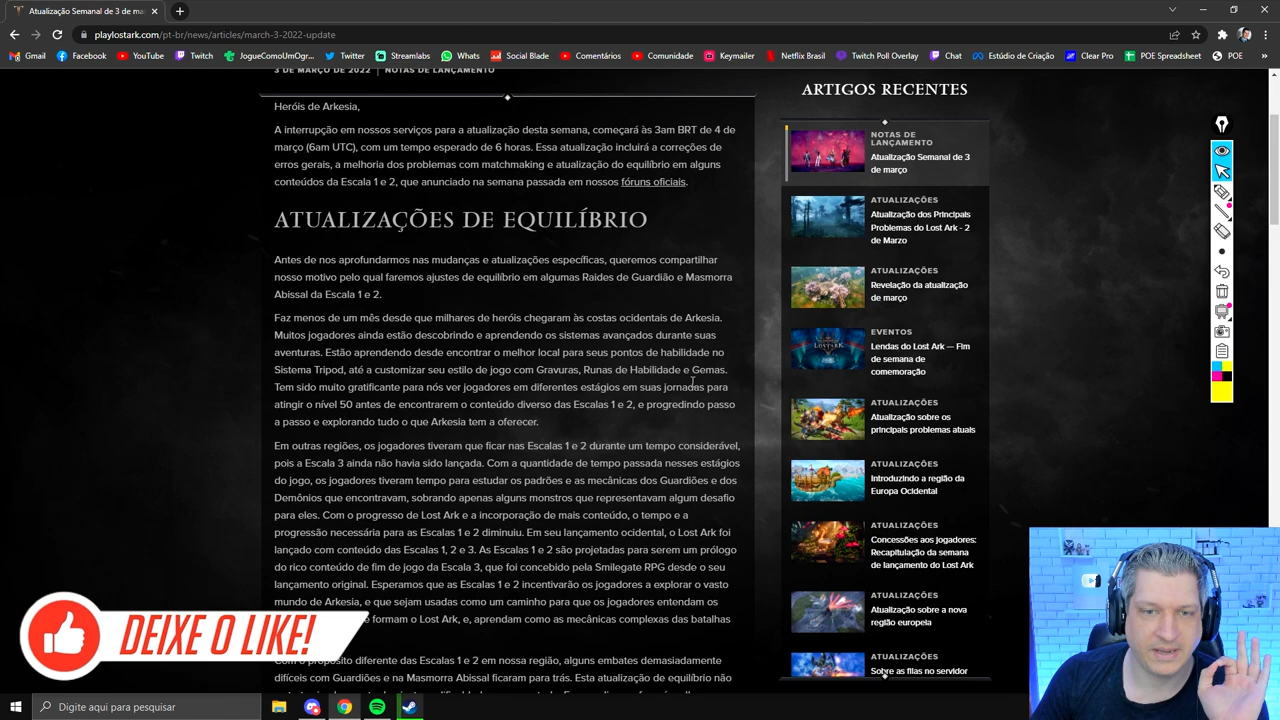 Atualização Semanal de 3 de mar
playlostark.com/pt-br/news/articles/march-3-2022-update
Gmail
Facebook
YouTube
Twitch
JogueComoUmOgr...
Twitter
Streamlabs
Whats
Social Blade
Comentários
Comunidade
Keymailer
Netflix Brasil
Twitch Poll Overlay
Chat
Estúdio de Criação
Clear Pro
POE Spreadsheet
POE
3 DE MARÇO DE 2022 | NOTAS DE LANÇAMENTO
Heróis de Arkesia,
A interrupção em nossos serviços para a atualização desta semana, começará às 3am BRT de 4 de
março (6am UTC), com um tempo esperado de 6 horas. Essa atualização incluirá a correções de
erros gerais, a melhoria dos problemas com matchmaking e atualização do equilíbrio em alguns
conteúdos da Escala 1 e 2, que anunciado na semana passada em nossos fóruns oficiais.
ATUALIZAÇÕES DE EQUILÍBRIO
Antes de nos aprofundarmos nas mudanças e atualizações específicas, queremos compartilhar
nosso motivo pelo qual faremos ajustes de equilíbrio em algumas Raides de Guardião e Masmorra
Abissal da Escala 1 e 2.
Faz menos de um mês desde que milhares de heróis chegaram às costas ocidentais de Arkesia.
Muitos jogadores ainda estão descobrindo e aprendendo os sistemas avançados durante suas
aventuras. Estão aprendendo desde encontrar o melhor local para seus pontos de habilidade no
Sistema Tripod, até a customizar seu estilo de jogo com Gravuras, Runas de Habilidade e Gemas.
Tem sido muito gratificante para nós ver jogadores em diferentes estágios em suas jornadas para
atingir o nível 50 antes de encontrarem o conteúdo diverso das Escalas 1 e 2, e progredindo passo
a passo e explorando tudo o que Arkesia tem a oferecer.
Em outras regiões, os jogadores tiveram que ficar nas Escalas 1 e 2 durante um tempo considerável,
pois a Escala 3 ainda não havia sido lançada. Com a quantidade de tempo passada nesses estágios
do jogo, os jogadores tiveram tempo para estudar os padrões e as mecânicas dos Guardiões e dos
Demônios que encontravam, sobrando apenas alguns monstros que representavam algum desafio
para eles. Com o progresso de Lost Ark e a incorporação de mais conteúdo, o tempo e a
progressão necessária para as Escalas 1 e 2 diminuiu. Em seu lançamento ocidental, o Lost Ark foi
lançado com conteúdo das Escalas 1, 2 e 3. As Escalas 1 e 2 são projetadas para serem um prólogo
do rico conteúdo de fim de jogo da Escala 3, que foi concebido pela Smilegate RPG desde o seu
lançamento original. Esperamos que as Escalas 1 e 2 incentivarão os jogadores a explorar o vasto
mundo de Arkesia, e que sejam usadas como um caminho para que os jogadores entendam os
formam o Lost Ark, e, aprendam como as mecânicas complexas das batalhas
Com o propósito diferente das Escalas 1 e 2 em nossa região, alguns embates demasiadamente
difíceis com Guardiões e na Masmorra Abissal ficaram para trás. Esta atualização de equilíbrio não
ARTIGOS RECENTES
NOTAS DE
LANÇAMENTO
Atualização Semanal de 3
de março
ATUALIZAÇÕES
Atualização dos Principais
Problemas do Lost Ark - 2
de Marzo
ATUALIZAÇÕES
Revelação da atualização
de março
EVENTOS
Lendas do Lost Ark — Fim
de semana de
comemoração
ATUALIZAÇÕES
Atualização sobre os
principais problemas atuais
ATUALIZAÇÕES
Introduzindo a região da
Europa Ocidental
ATUALIZAÇÕES
Concessões aos jogadores:
Recapitulação da semana
de lançamento do Lost Ark
ATUALIZAÇÕES
Atualização sobre a nova
região europeia
ATUALIZAÇÕES
Sobre as filas no servidor
LOST ARK
DEIXE O LIKE!
Digite aqui para pesquisar